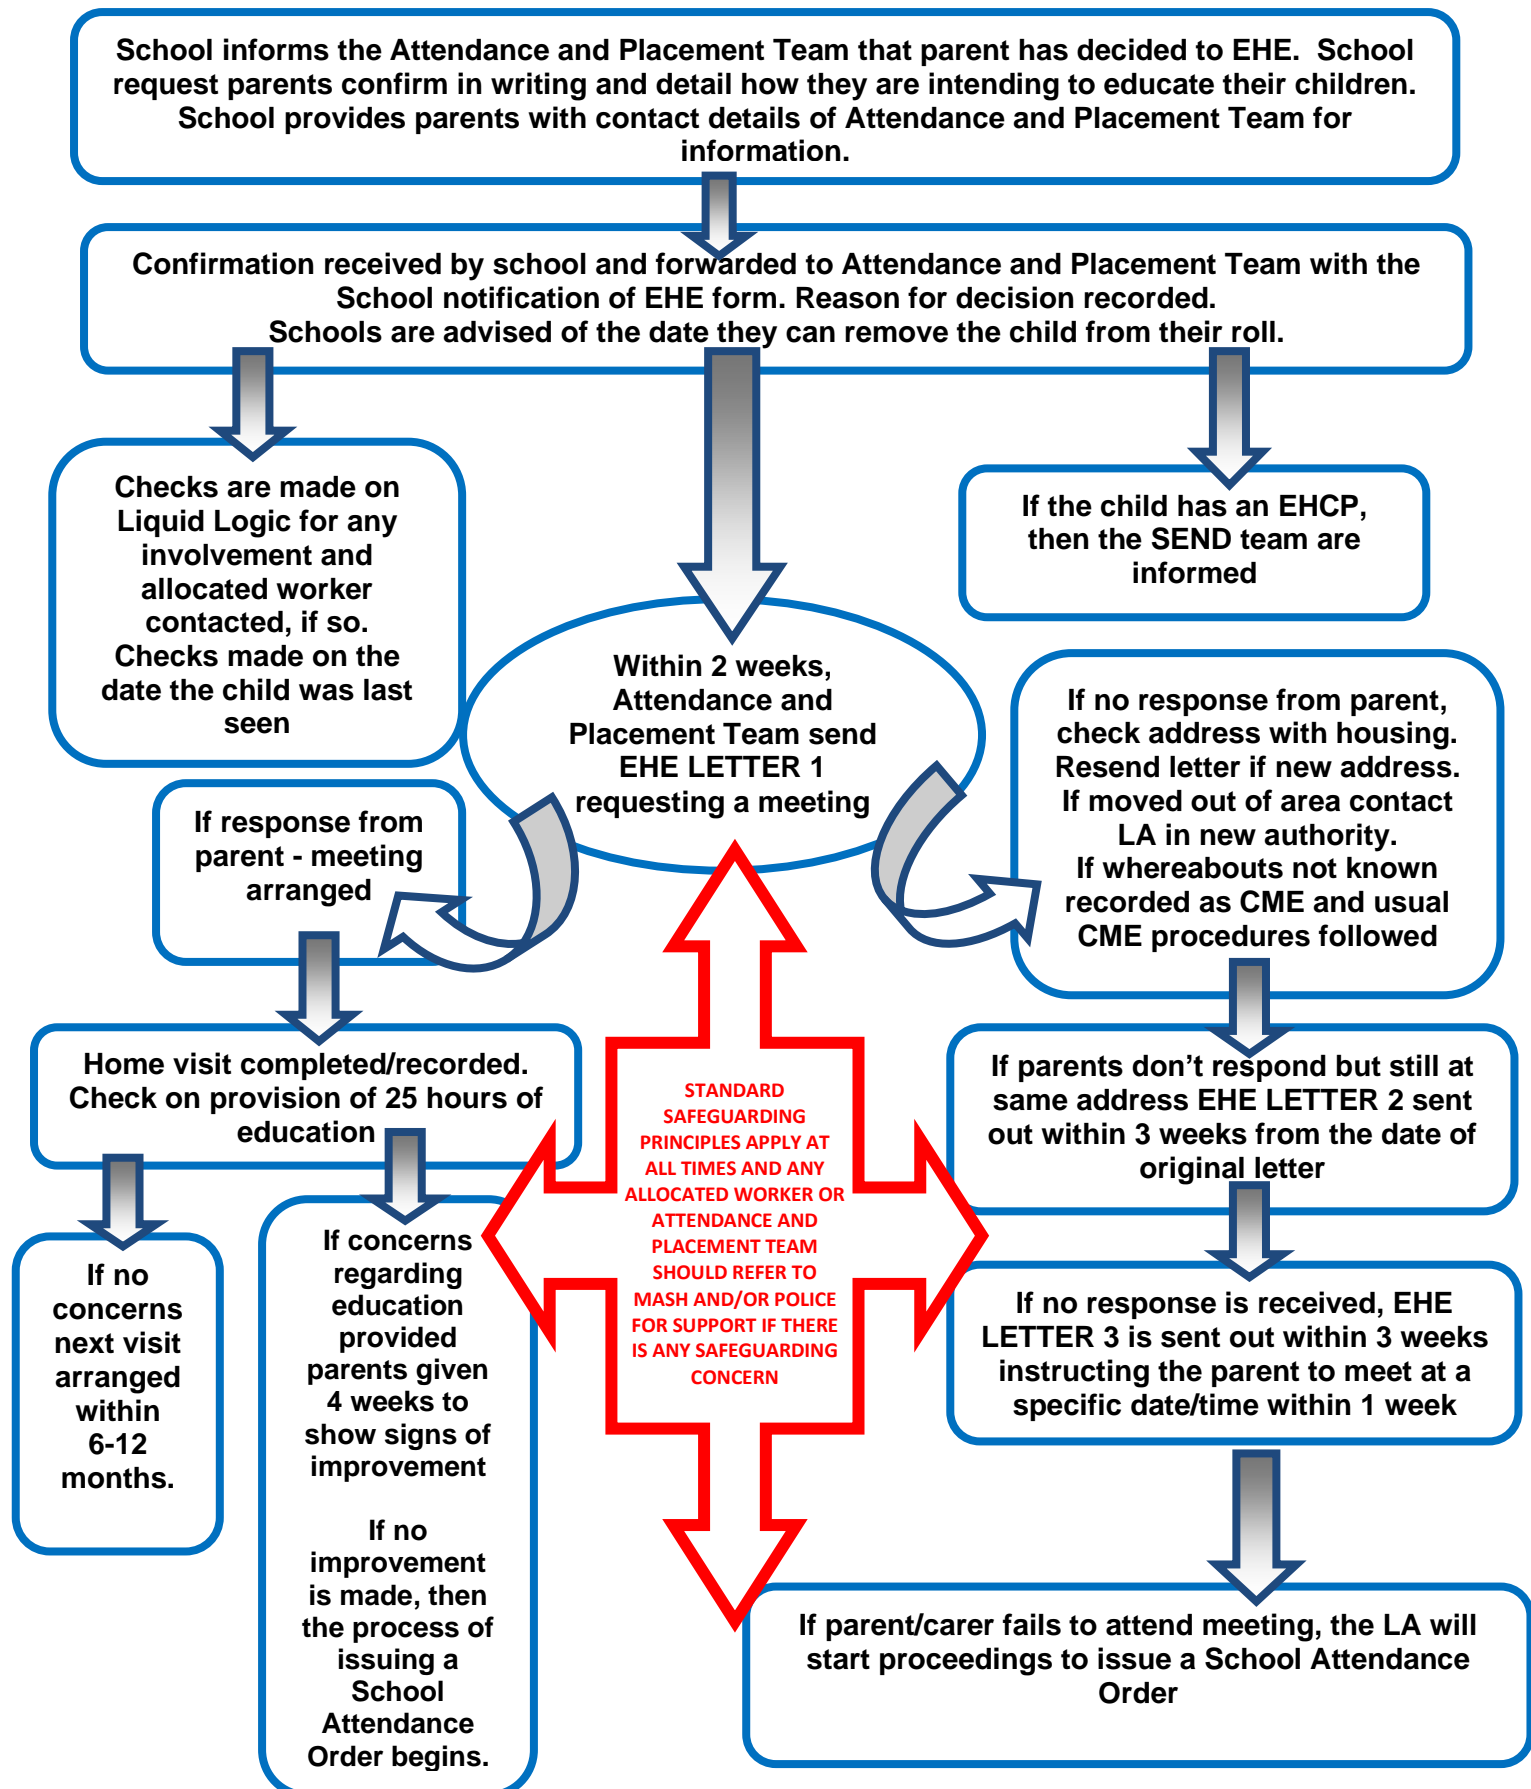 School informs the Attendance and Placement Team that parent has decided to EHE.  School
request parents confirm in writing and detail how they are intending to educate their children.
School provides parents with contact details of Attendance and Placement Team for
information.
Confirmation received by school and forwarded to Attendance and Placement Team with the
School notification of EHE form. Reason for decision recorded.
Schools are advised of the date they can remove the child from their roll.
Checks are made on
Liquid Logic for any
involvement and
allocated worker
contacted, if so.
Checks made on the
date the child was last
seen
If the child has an EHCP,
then the SEND team are
informed
Within 2 weeks,
Attendance and
Placement Team send
EHE LETTER 1
requesting a meeting
If no response from parent,
check address with housing.
Resend letter if new address.
If moved out of area contact
LA in new authority.
If whereabouts not known
recorded as CME and usual
CME procedures followed
If response from
parent - meeting
arranged
Home visit completed/recorded.
Check on provision of 25 hours of
education
If parents don’t respond but still at
same address EHE LETTER 2 sent
out within 3 weeks from the date of
original letter
STANDARD
SAFEGUARDING
PRINCIPLES APPLY AT
ALL TIMES AND ANY
ALLOCATED WORKER OR
ATTENDANCE AND
PLACEMENT TEAM
SHOULD REFER TO
MASH AND/OR POLICE
FOR SUPPORT IF THERE
IS ANY SAFEGUARDING
CONCERN
If no
concerns
next visit
arranged
within
6-12
months.
If concerns
regarding
education
provided
parents given
4 weeks to
show signs of
improvement
If no
improvement
is made, then
the process of
issuing a
School
Attendance
Order begins.
If no response is received, EHE
LETTER 3 is sent out within 3 weeks
instructing the parent to meet at a
specific date/time within 1 week
If parent/carer fails to attend meeting, the LA will
start proceedings to issue a School Attendance
Order